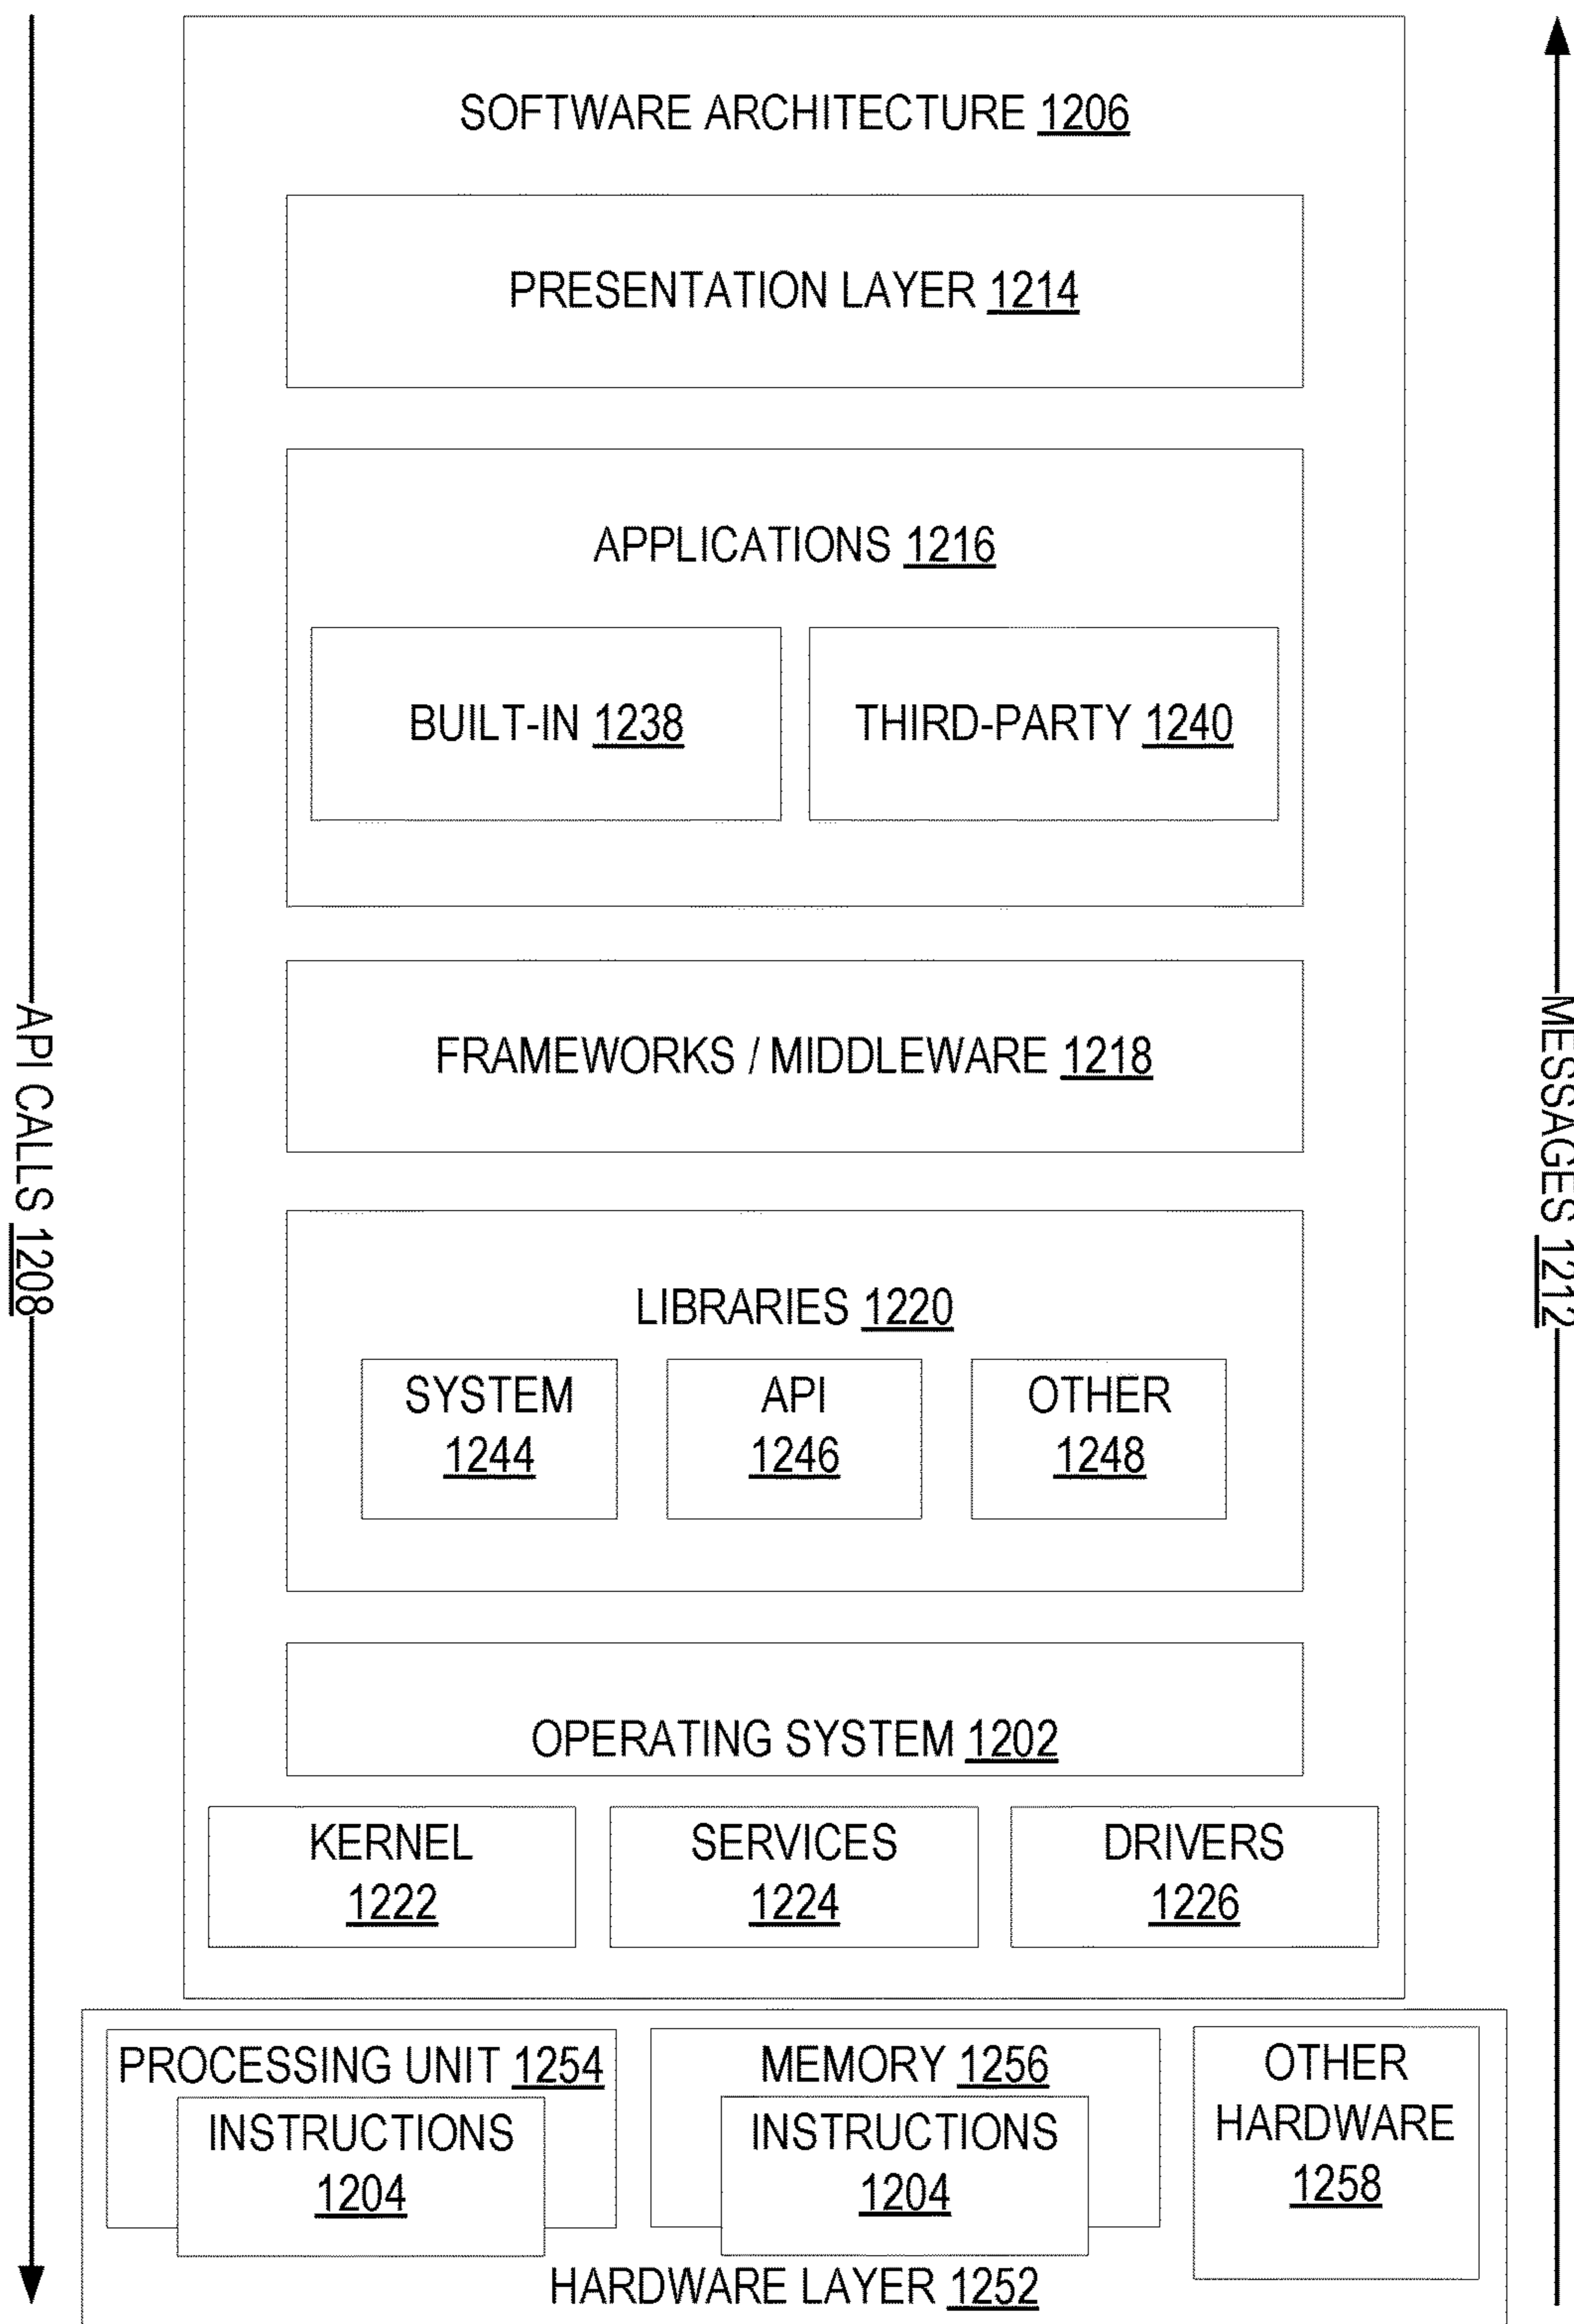 SOFTWARE ARCHITECTURE 1206
PRESENTATION LAYER 1214
APPLICATIONS 1216
BUILT-IN 1238
THIRD-PARTY 1240
FRAMEWORKS / MIDDLEWARE 1218
LIBRARIES 1220
SYSTEM
1244
API
1246
OTHER
1248
OPERATING SYSTEM 1202
KERNEL
1222
SERVICES
1224
DRIVERS
1226
PROCESSING UNIT 1254
INSTRUCTIONS
1204
MEMORY 1256
INSTRUCTIONS
1204
OTHER
HARDWARE
1258
HARDWARE LAYER 1252
API CALLS 1208
MESSAGES 1212